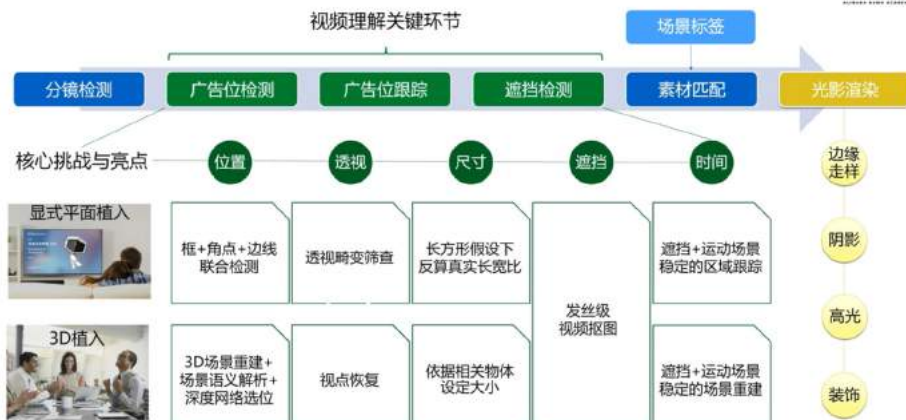 视频理解关键环节
场景标签
分镜检测
广告位检测
广告位跟踪
遮挡检测
素材匹配
光影渲染
核心挑战与亮点
位置
透视
尺寸
遮挡
时间
边缘
走样
显式平面植入
框+角点+边线
联合检测
透视畸变筛查
长方形假设下
反算真实长宽比
发丝级
视频抠图
遮挡+运动场景
稳定的区域跟踪
阴影
高光
3D植入
3D场景重建+
场景语义解析+
深度网络选位
视点恢复
依据相关物体
设定大小
遮挡+运动场景
稳定的场景重建
装饰